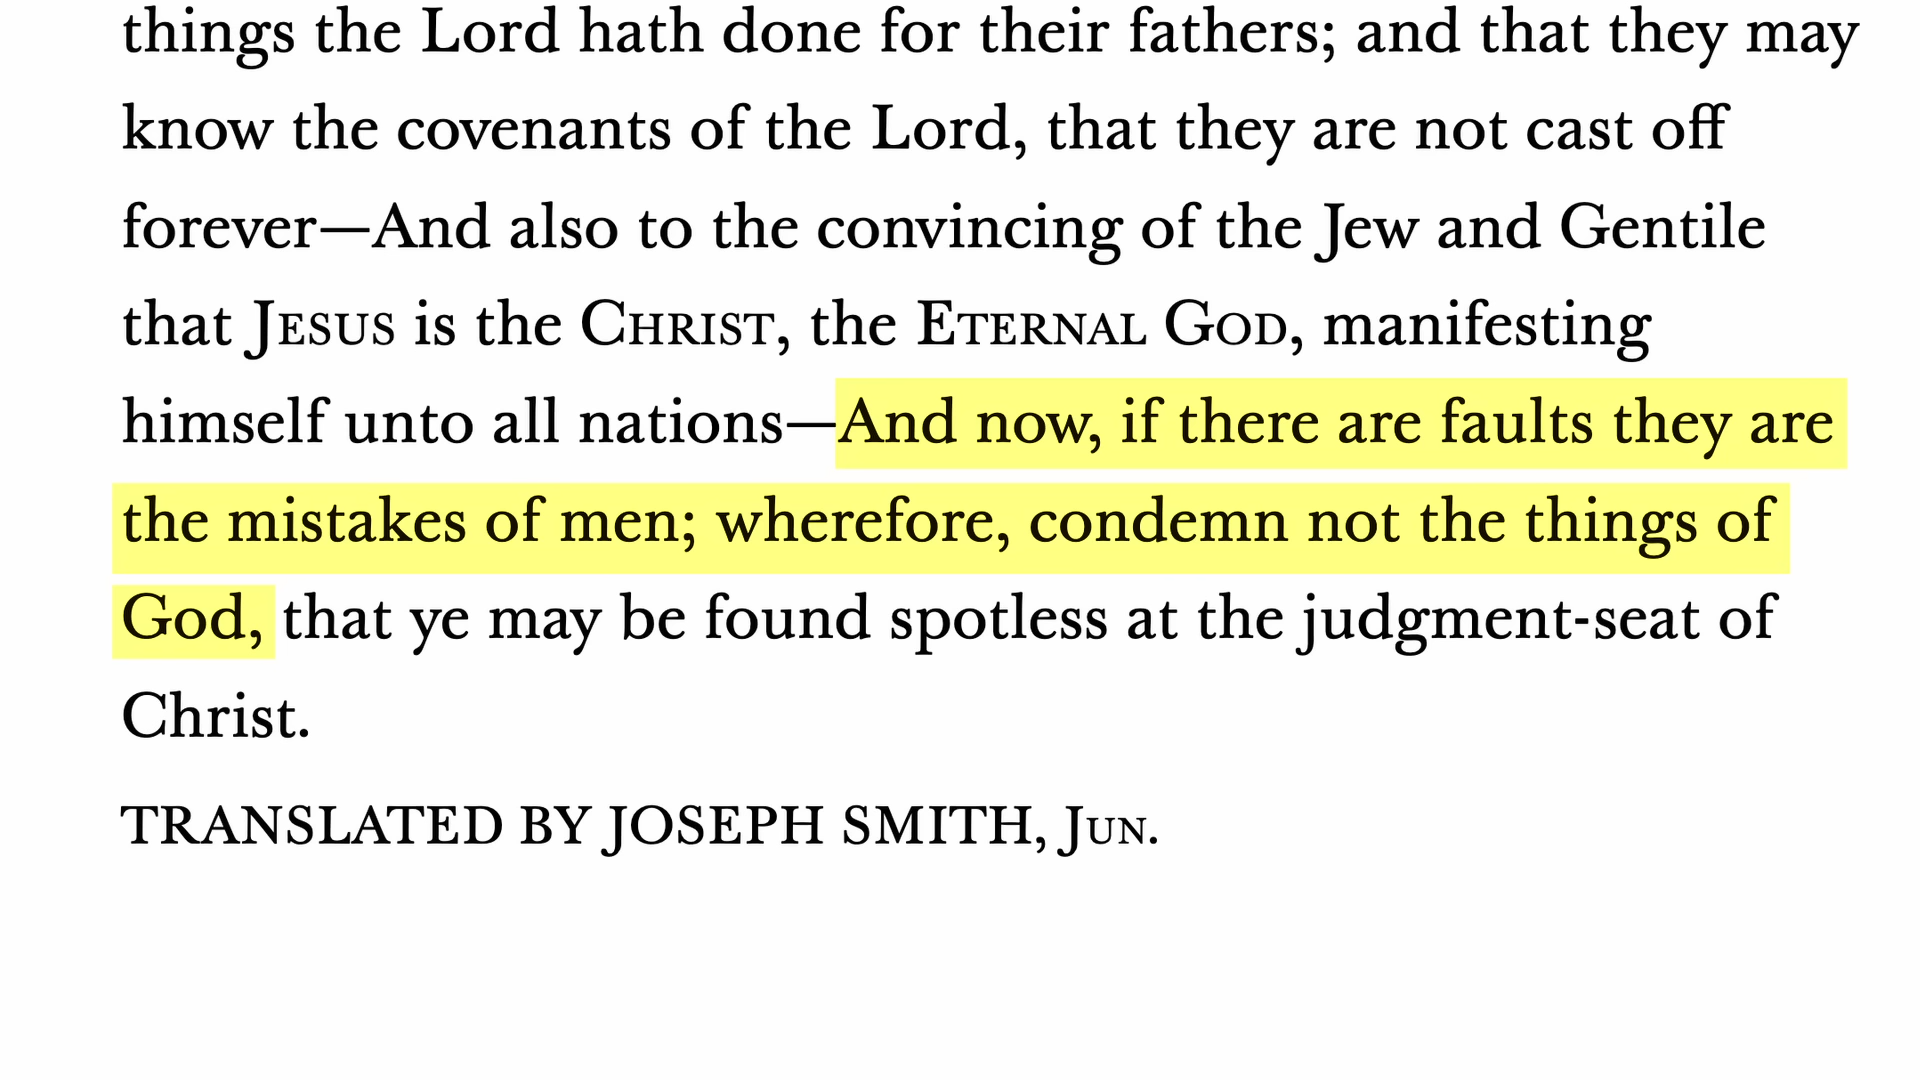 things the Lord hath done for their fathers; and that they may
know the covenants of the Lord, that they are not cast off
forever—And also to the convincing of the Jew and Gentile
that Jesus is the Christ, the Eternal God, manifesting
himself unto all nations—And now, if there are faults they are
the mistakes of men; wherefore, condemn not the things of
God, that ye may be found spotless at the judgment-seat of
Christ.
TRANSLATED BY JOSEPH SMITH, Jun.